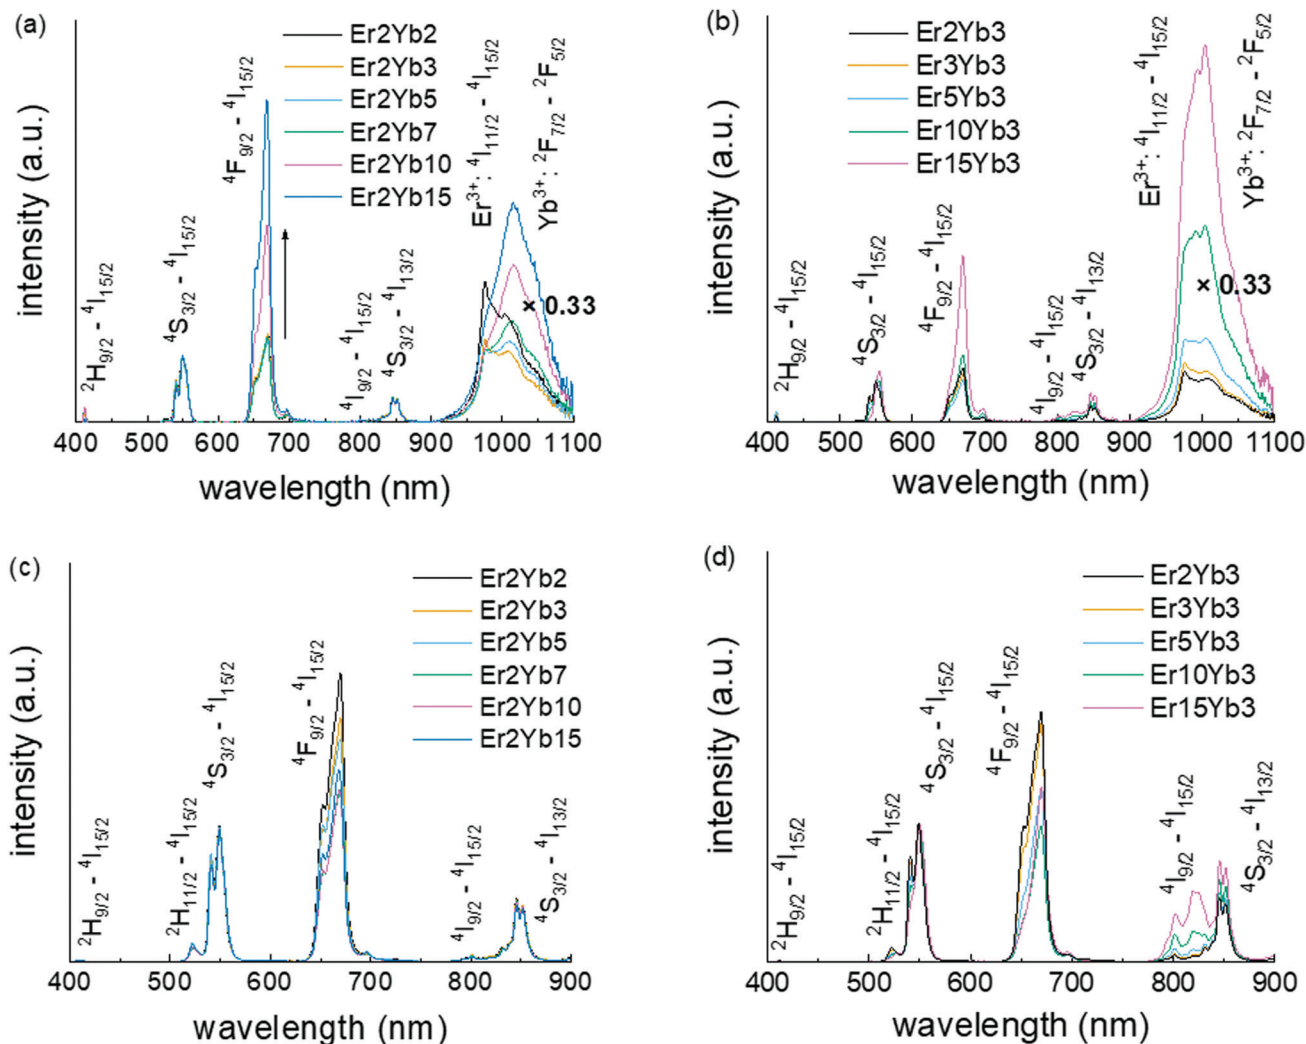 (a)
Er2Yb2
Er2Yb3
Er2Yb5
Er2Yb7
Er2Yb10
Er2Yb15
²H₉/₂ - ⁴I₁₅/₂
⁴S₃/₂ - ⁴I₁₅/₂
⁴F₉/₂ - ⁴I₁₅/₂
⁴I₉/₂ - ⁴I₁₅/₂
⁴S₃/₂ - ⁴I₁₃/₂
Er³⁺: ⁴I₁₁/₂ - ⁴I₁₅/₂
Yb³⁺: ²F₇/₂ - ²F₅/₂
× 0.33
intensity (a.u.)
400 500 600 700 800 900 1000 1100
wavelength (nm)
(b)
Er2Yb3
Er3Yb3
Er5Yb3
Er10Yb3
Er15Yb3
²H₉/₂ - ⁴I₁₅/₂
⁴S₃/₂ - ⁴I₁₅/₂
⁴F₉/₂ - ⁴I₁₅/₂
⁴I₉/₂ - ⁴I₁₅/₂
⁴S₃/₂ - ⁴I₁₃/₂
Er³⁺: ⁴I₁₁/₂ - ⁴I₁₅/₂
Yb³⁺: ²F₇/₂ - ²F₅/₂
× 0.33
intensity (a.u.)
400 500 600 700 800 900 1000 1100
wavelength (nm)
(c)
Er2Yb2
Er2Yb3
Er2Yb5
Er2Yb7
Er2Yb10
Er2Yb15
²H₉/₂ - ⁴I₁₅/₂
²H₁₁/₂ - ⁴I₁₅/₂
⁴S₃/₂ - ⁴I₁₅/₂
⁴F₉/₂ - ⁴I₁₅/₂
⁴I₉/₂ - ⁴I₁₅/₂
⁴S₃/₂ - ⁴I₁₃/₂
intensity (a.u.)
400 500 600 700 800 900
wavelength (nm)
(d)
Er2Yb3
Er3Yb3
Er5Yb3
Er10Yb3
Er15Yb3
²H₉/₂ - ⁴I₁₅/₂
²H₁₁/₂ - ⁴I₁₅/₂
⁴S₃/₂ - ⁴I₁₅/₂
⁴F₉/₂ - ⁴I₁₅/₂
⁴I₉/₂ - ⁴I₁₅/₂
⁴S₃/₂ - ⁴I₁₃/₂
intensity (a.u.)
400 500 600 700 800 900
wavelength (nm)